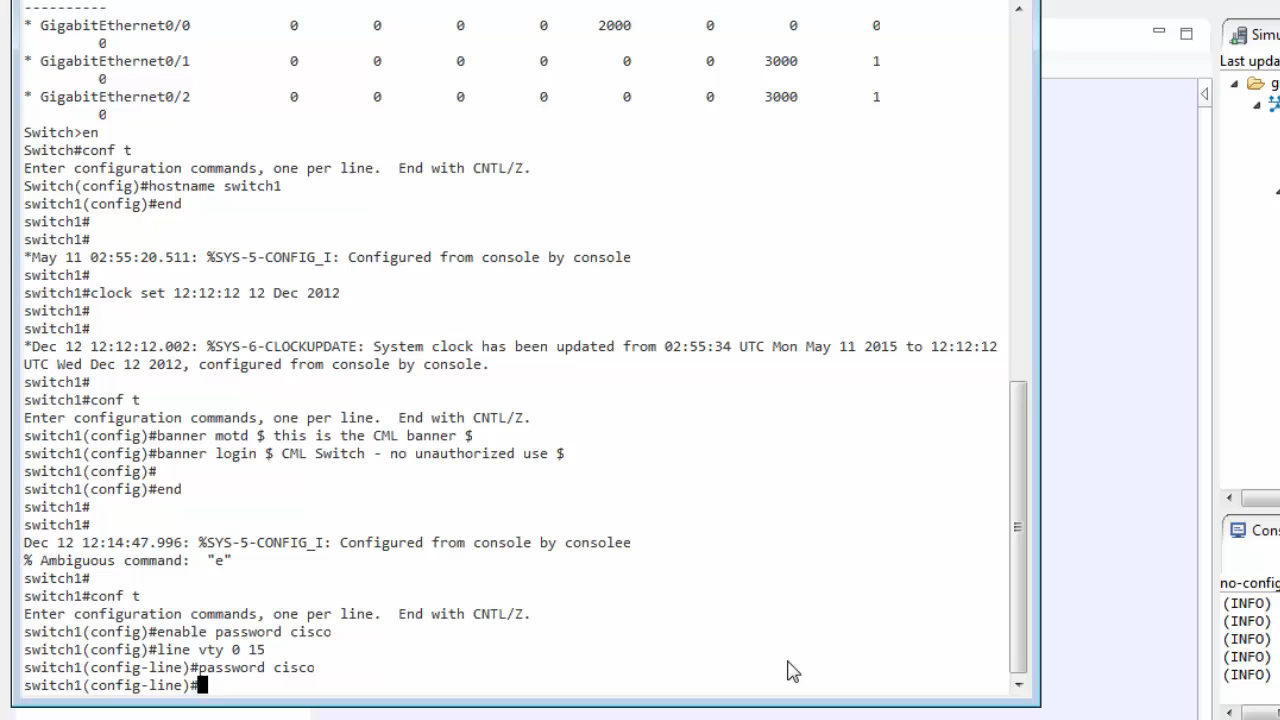 ----------
* GigabitEthernet0/0 0 0 0 0 2000 0 0 0
0
* GigabitEthernet0/1 0 0 0 0 0 0 3000 1
0
* GigabitEthernet0/2 0 0 0 0 0 0 3000 1
0
Switch>en
Switch#conf t
Enter configuration commands, one per line.  End with CNTL/Z.
Switch(config)#hostname switch1
switch1(config)#end
switch1#
switch1#
*May 11 02:55:20.511: %SYS-5-CONFIG_I: Configured from console by console
switch1#
switch1#clock set 12:12:12 12 Dec 2012
switch1#
switch1#
*Dec 12 12:12:12.002: %SYS-6-CLOCKUPDATE: System clock has been updated from 02:55:34 UTC Mon May 11 2015 to 12:12:12
UTC Wed Dec 12 2012, configured from console by console.
switch1#
switch1#conf t
Enter configuration commands, one per line.  End with CNTL/Z.
switch1(config)#banner motd $ this is the CML banner $
switch1(config)#banner login $ CML Switch - no unauthorized use $
switch1(config)#
switch1(config)#end
switch1#
switch1#
Dec 12 12:14:47.996: %SYS-5-CONFIG_I: Configured from console by consolee
% Ambiguous command:  "e"
switch1#
switch1#conf t
Enter configuration commands, one per line.  End with CNTL/Z.
switch1(config)#enable password cisco
switch1(config)#line vty 0 15
switch1(config-line)#password cisco
switch1(config-line)#
Simu
Last upda
g
Cons
no-config
(INFO)
(INFO)
(INFO)
(INFO)
(INFO)